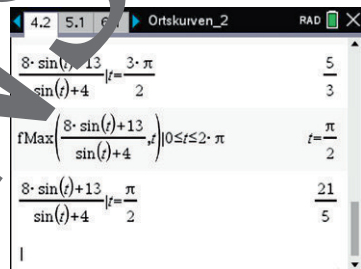 4.2 5.1 Ortskurven_2 RAD
8·sin(t)+13/sin(t)+4 |t=3·π/2 5/3
fMax(8·sin(t)+13/sin(t)+4,t)|0≤t≤2·π t=π/2
8·sin(t)+13/sin(t)+4 |t=π/2 21/5